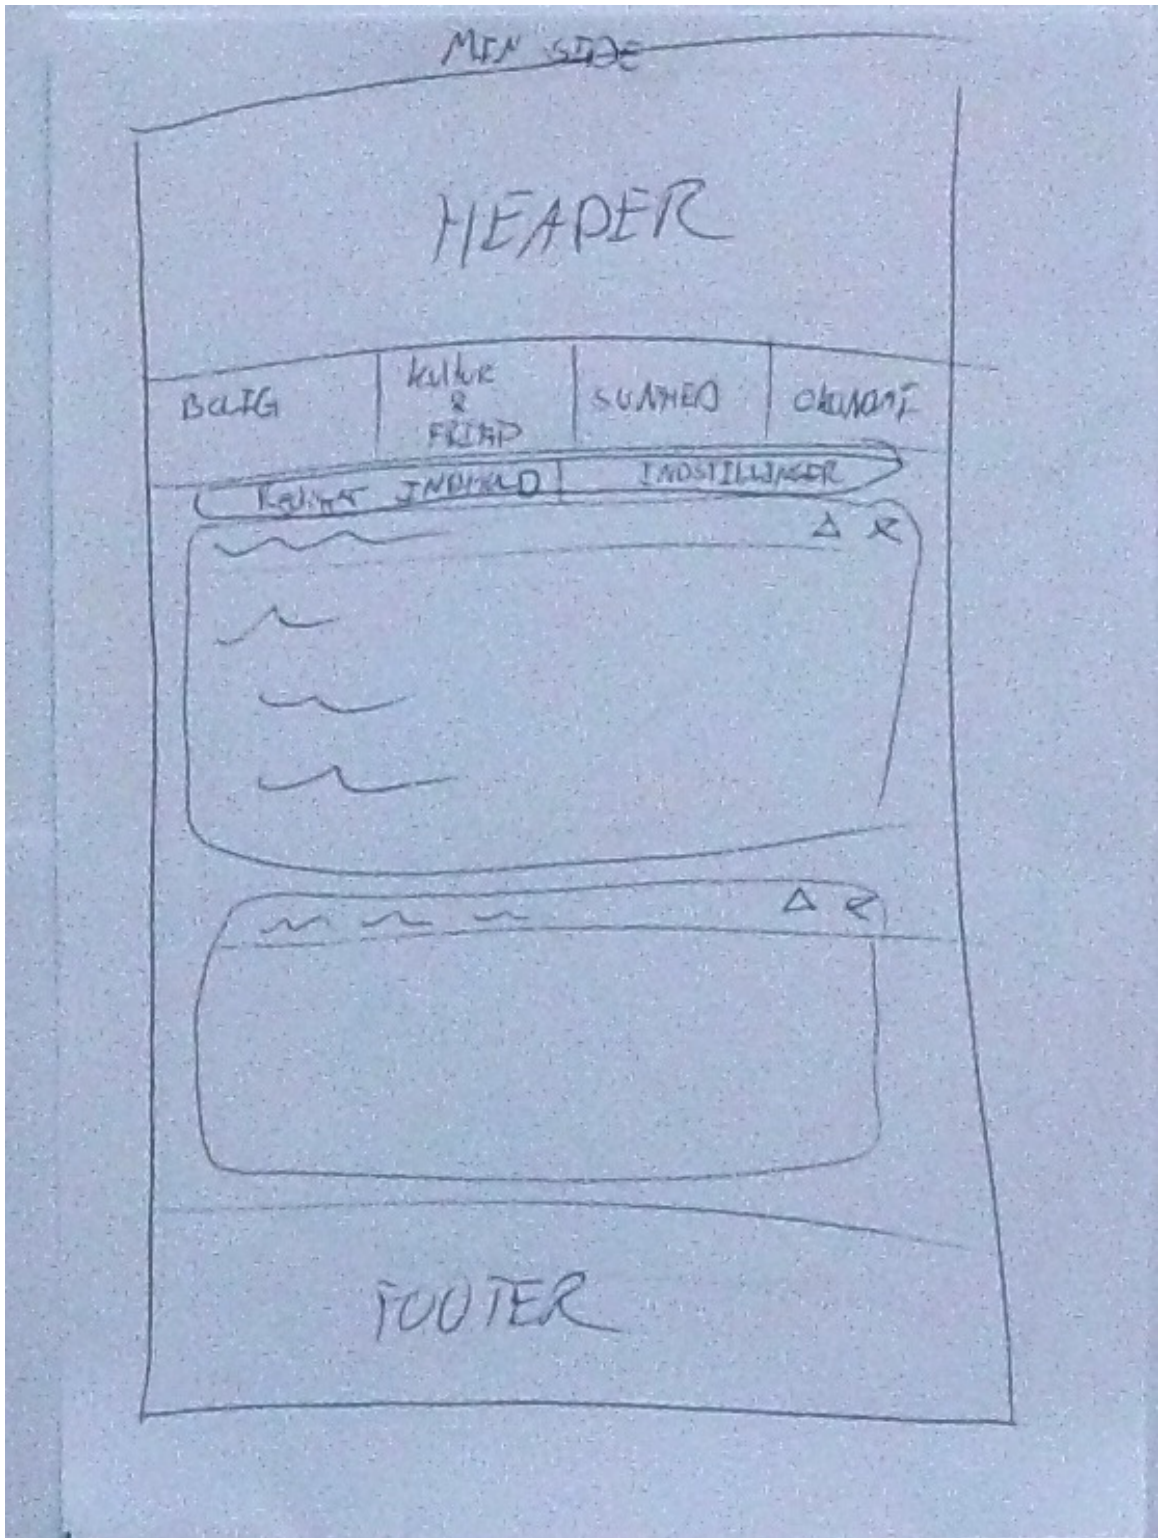 MIN SIDE
HEADER
BOLIG
Kultur
&
FRITID
SUNHED
ØKONOMI
INDHOLD
INDSTILLINGER
FOOTER